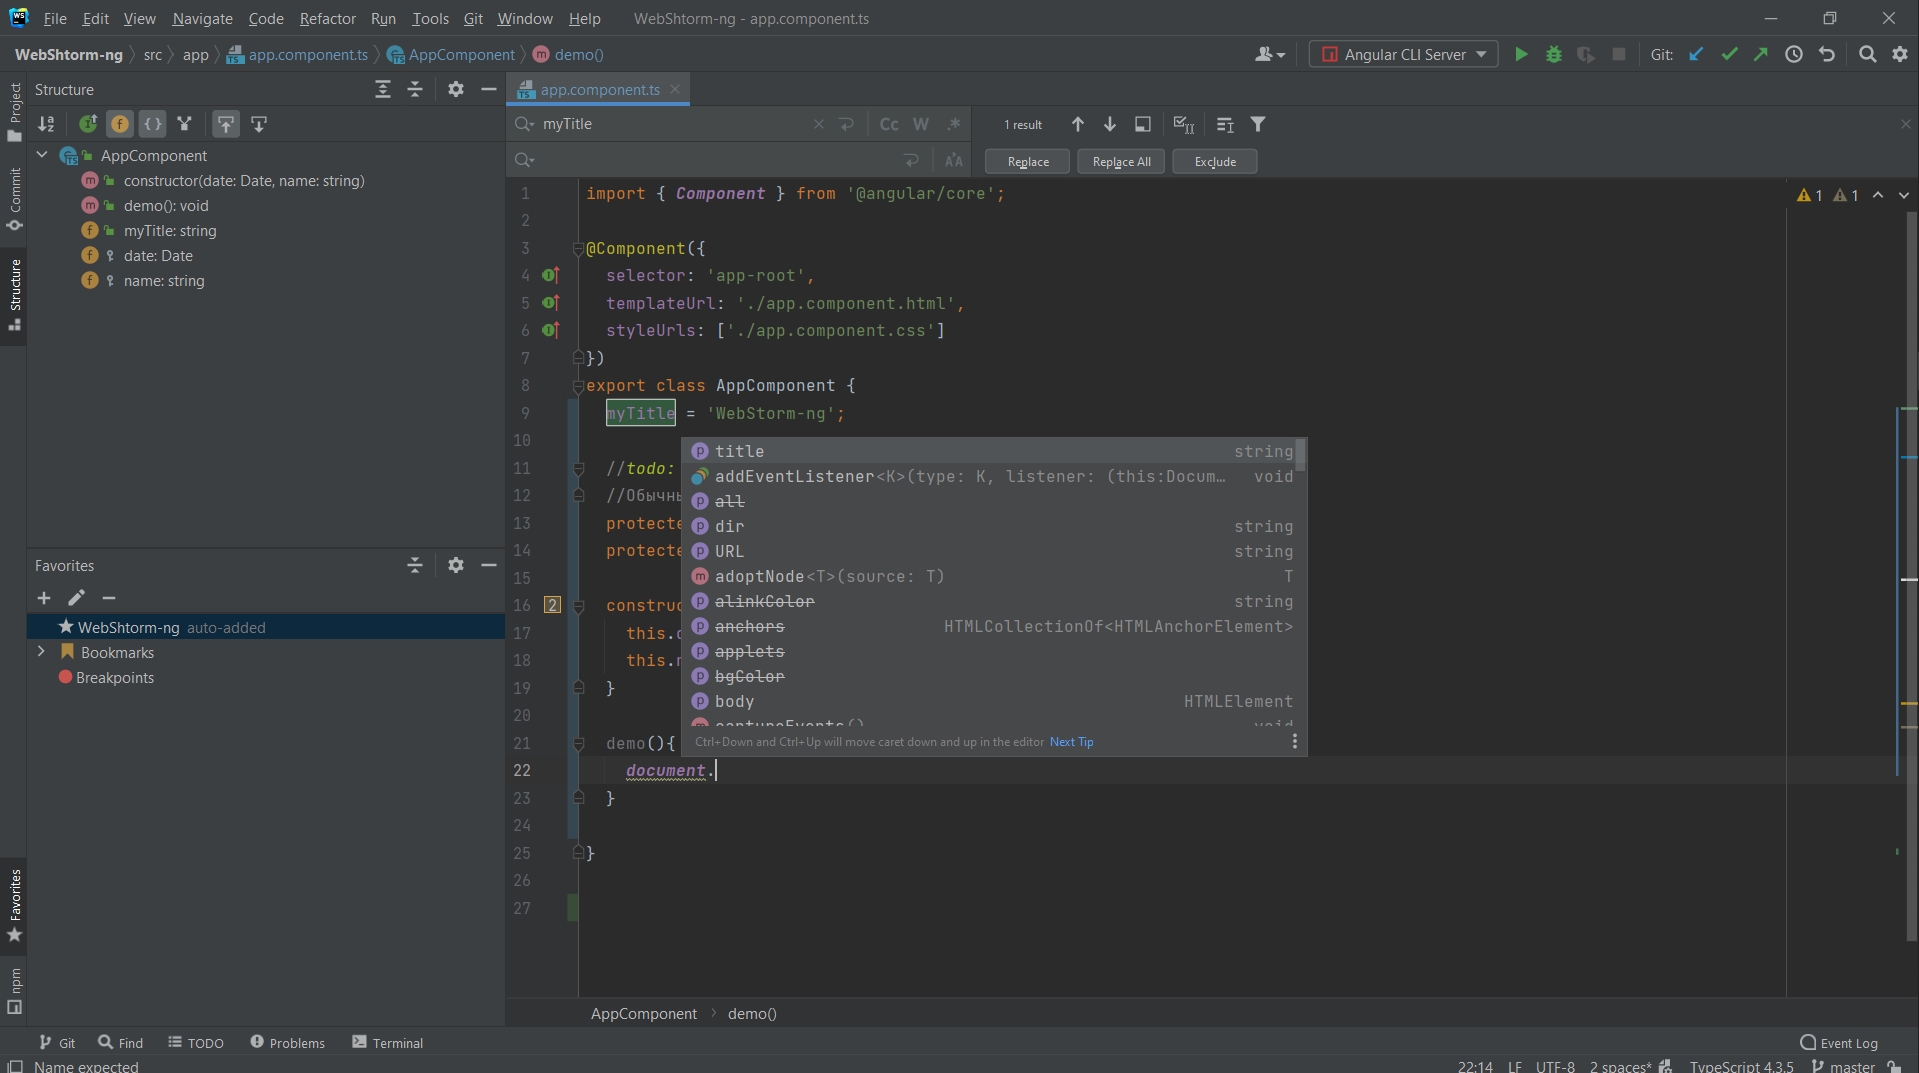 File Edit View Navigate Code Refactor Run Tools Git Window Help WebShtorm-ng - app.component.ts
WebShtorm-ng src app app.component.ts AppComponent demo() Angular CLI Server Git:
Project
Commit
Structure
Favorites
npm
Structure
AppComponent
constructor(date: Date, name: string)
demo(): void
myTitle: string
date: Date
name: string
Favorites
WebShtorm-ng auto-added
Bookmarks
Breakpoints
app.component.ts
myTitle Cc W .* 1 result
Replace Replace All Exclude
1 import { Component } from '@angular/core'; 1 1
2
3 @Component({
4 selector: 'app-root',
5 templateUrl: './app.component.html',
6 styleUrls: ['./app.component.css']
7 })
8 export class AppComponent {
9 myTitle = 'WebStorm-ng';
10
11 //todo:
12 //Обычны
13 protecte
14 protecte
15
16 2 construc
17 this.
18 this.
19 }
20
21 demo(){
22 document.
23 }
24
25 }
26
27
title string
addEventListener<K>(type: K, listener: (this:Docum… void
all
dir string
URL string
adoptNode<T>(source: T) T
alinkColor string
anchors HTMLCollectionOf<HTMLAnchorElement>
applets
bgColor
body HTMLElement
captureEvents() void
Ctrl+Down and Ctrl+Up will move caret down and up in the editor Next Tip
AppComponent demo()
Git Find TODO Problems Terminal Event Log
Name expected 22:14 LF UTF-8 2 spaces* TypeScript 4.3.5 master